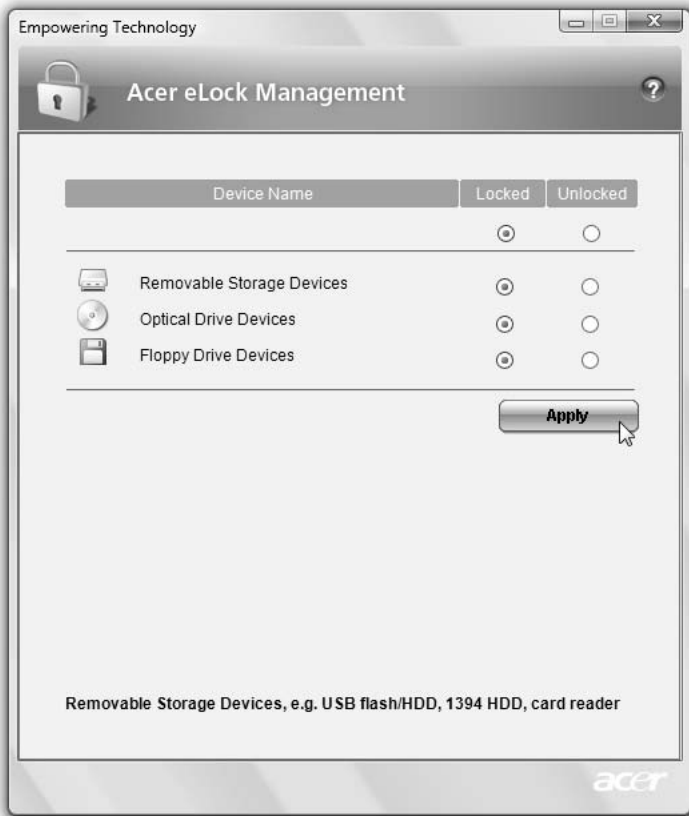 Empowering Technology
Acer eLock Management
Device Name Locked Unlocked
Removable Storage Devices
Optical Drive Devices
Floppy Drive Devices
Apply
Removable Storage Devices, e.g. USB flash/HDD, 1394 HDD, card reader
acer